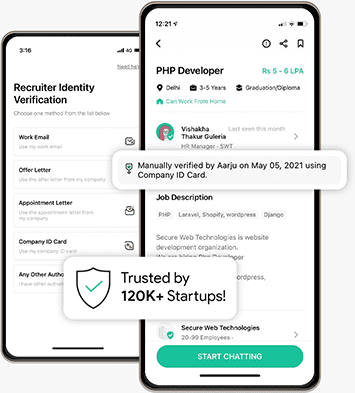 3:16
4G
Need help
Recruiter Identity
Verification
Choose one method from the list below
Work Email
Use my work email
Offer Letter
Use the offer letter from my company
Appointment Letter
Use the appointment letter
from my company
Company ID Card
Use my company ID card
Any Other Autho
I have other author
12:21
PHP Developer
Rs 5 - 6 LPA
Delhi
3-5 Years
Graduation/Diploma
Can Work From Home
Vishakha
Thakur Guleria
Last seen this month
HR Manager · SWT
Manually verified by Aarju on May 05, 2021 using
Company ID Card.
Job Description
PHP
Laravel, Shopify, wordpress
Django
Secure Web Technologies is website
development organization.
We are hiring Php Developer
wordpress,
Trusted by
120K+ Startups!
Secure Web Technologies
20-99 Employees -
START CHATTING